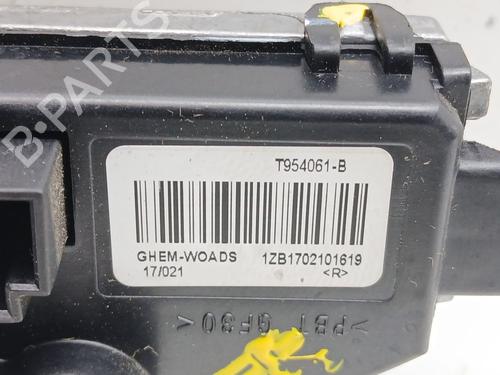 B-PARTS
T954061-B
GHEM-WOADS 1ZB1702101619
17/021 <R>
>PBT GF30<